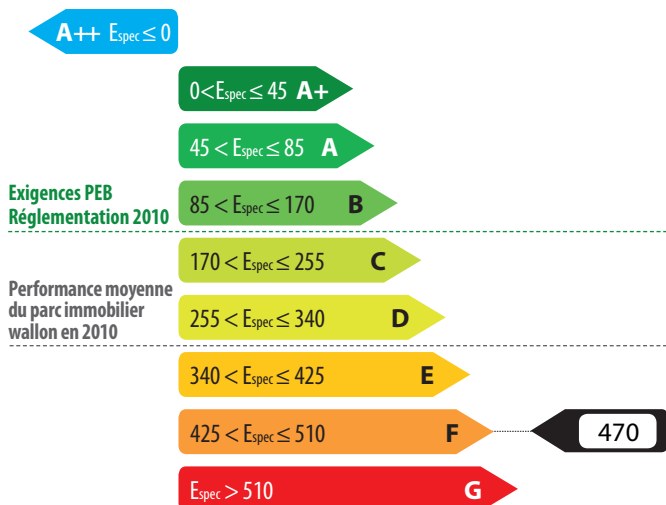 A++ Espec ≤ 0
0<Espec ≤ 45 A+
45 < Espec ≤ 85 A
Exigences PEB
Réglementation 2010
85 < Espec ≤ 170 B
170 < Espec ≤ 255 C
Performance moyenne
du parc immobilier
wallon en 2010
255 < Espec ≤ 340 D
340 < Espec ≤ 425 E
425 < Espec ≤ 510 F
470
Espec > 510 G